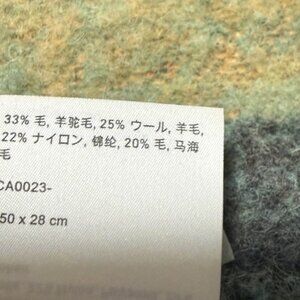 33% 毛, 羊驼毛, 25% ウール, 羊毛,
22% ナイロン, 锦纶, 20% 毛, 马海
毛
CA0023-
50 x 28 cm